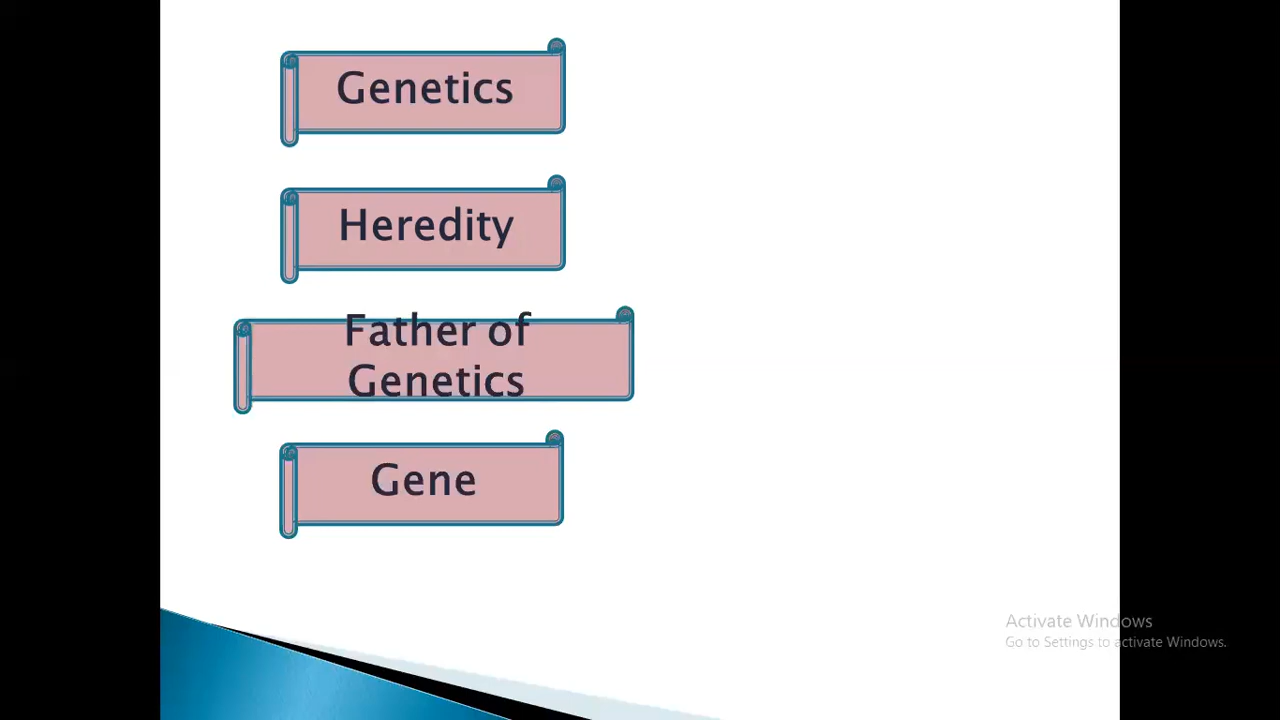 Genetics
Heredity
Father of
Genetics
Gene
Activate Windows
Go to Settings to activate Windows.